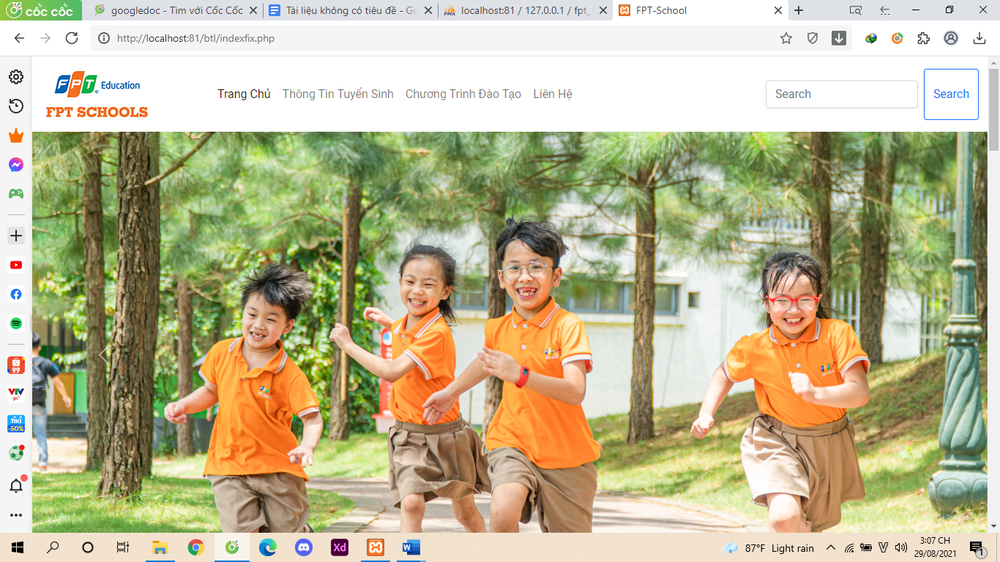 cốc cốc
googledoc - Tìm với Cốc Cốc
Tài liệu không có tiêu đề - Go
localhost:81 / 127.0.0.1 / fpt_
FPT-School
http://localhost:81/btl/indexfix.php
FPT Education
FPT SCHOOLS
Trang Chủ
Thông Tin Tuyển Sinh
Chương Trình Đào Tạo
Liên Hệ
Search
Search
99
VTV
go
TIKI
-50%
Xd
W
87°F Light rain
V
3:07 CH
29/08/2021
1